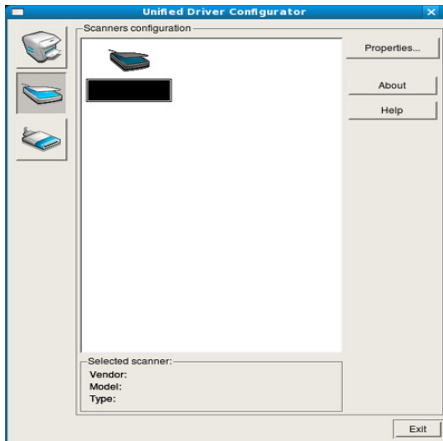 Unified Driver Configurator
Scanners configuration
Properties...
About
Help
Selected scanner:
Vendor:
Model:
Type:
Exit